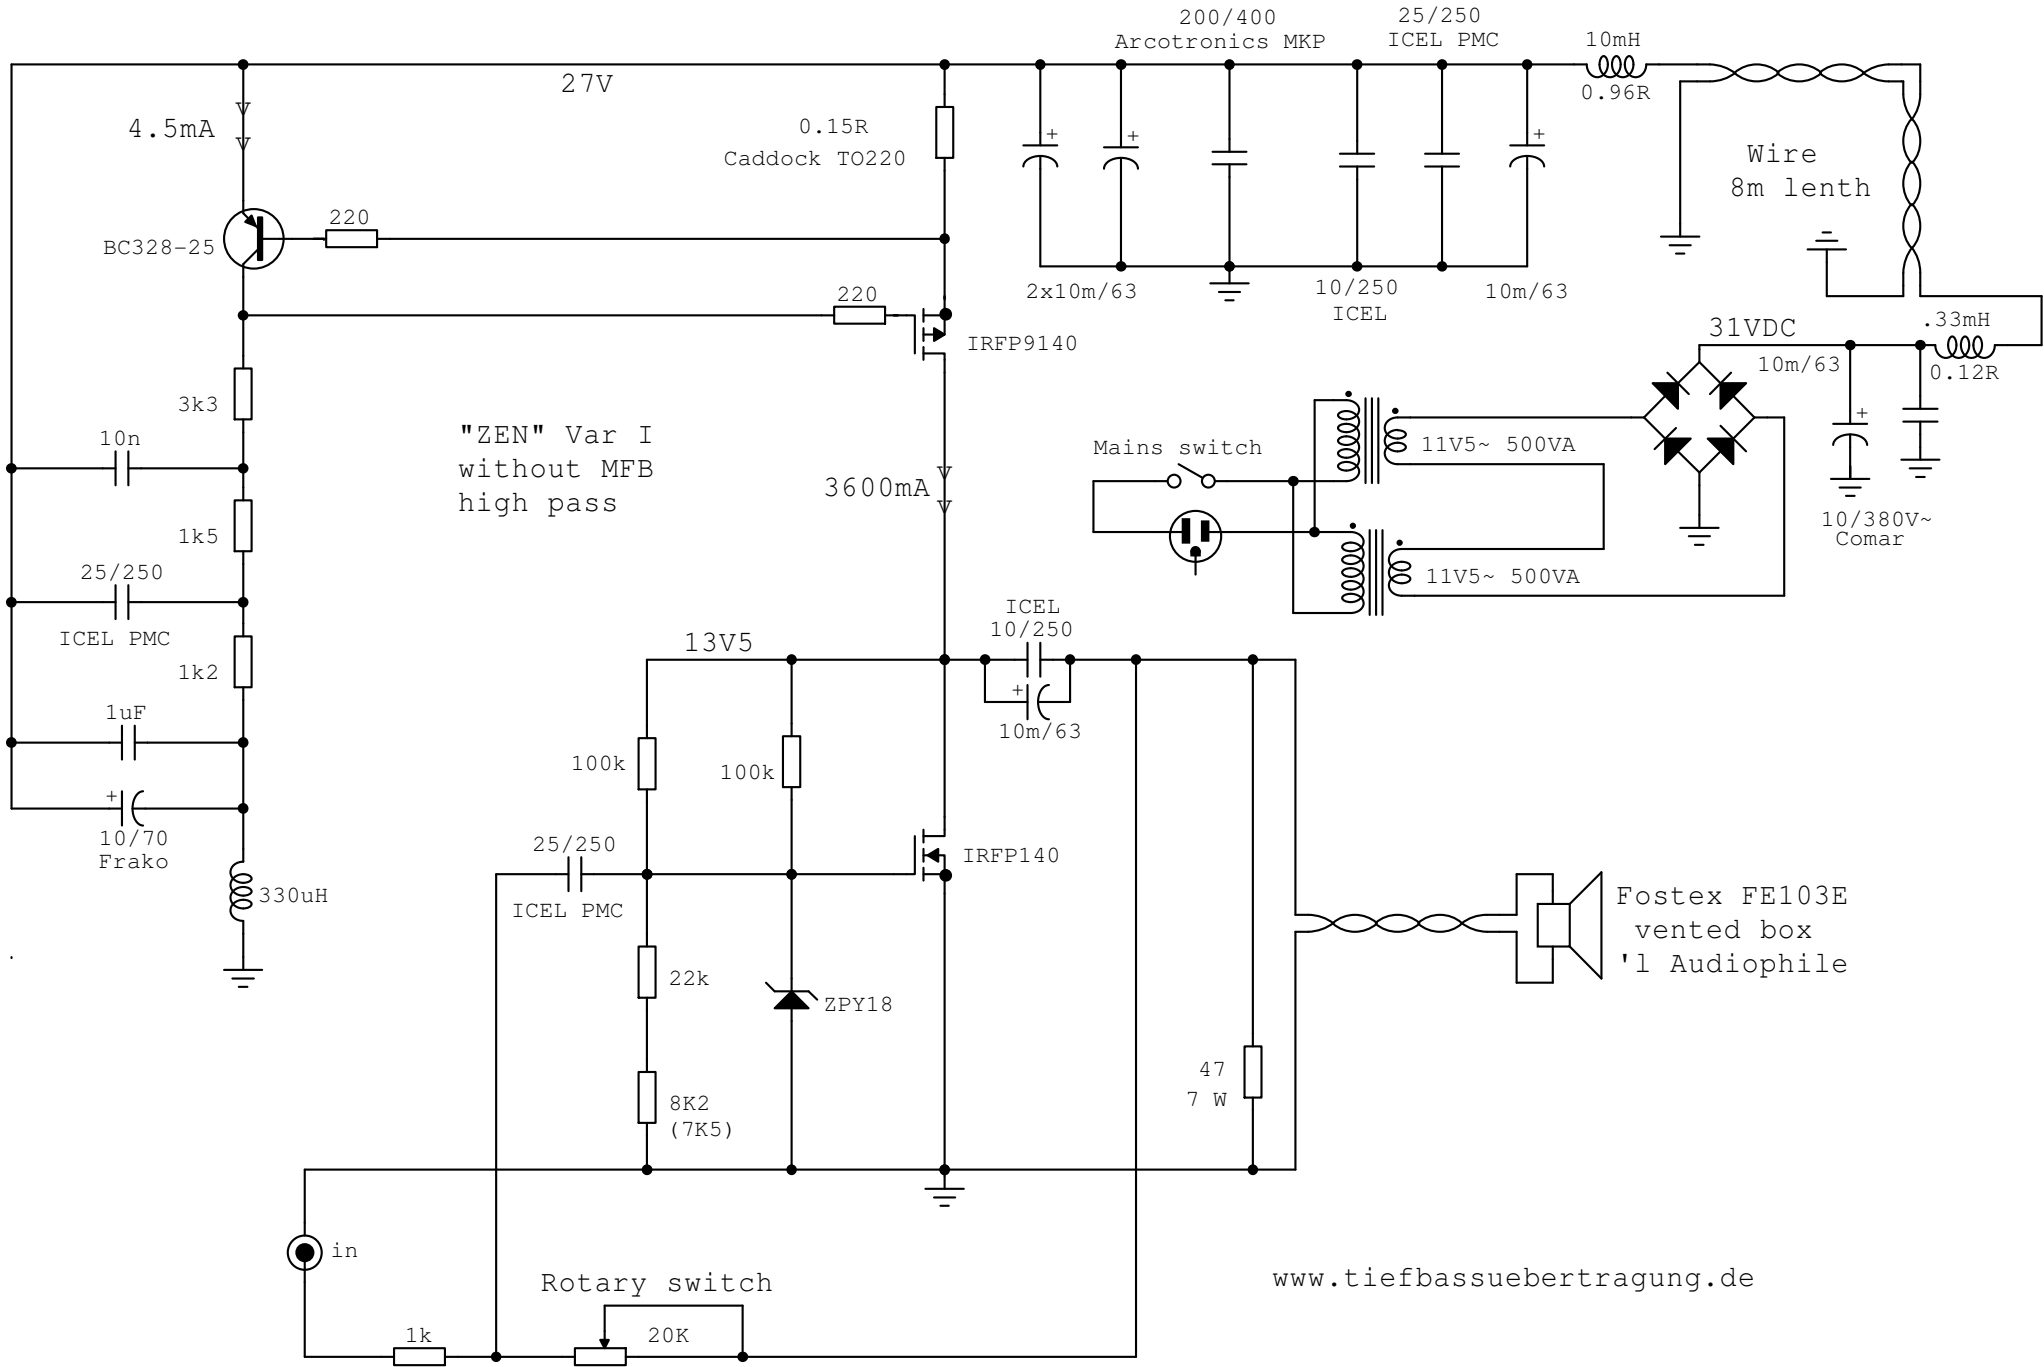 200/400
Arcotronics MKP
25/250
ICEL PMC
10mH
0.96R
27V
4.5mA
0.15R
Caddock TO220
+
+
+
Wire
8m lenth
220
BC328-25
2x10m/63
10/250
ICEL
10m/63
220
IRFP9140
31VDC
10m/63
.33mH
0.12R
3k3
10n
"ZEN" Var I
without MFB
high pass
Mains switch
11V5~ 500VA
+
3600mA
1k5
10/380V~
Comar
25/250
ICEL PMC
11V5~ 500VA
ICEL
10/250
13V5
1k2
+
10m/63
1uF
100k
100k
+
10/70
Frako
25/250
ICEL PMC
IRFP140
330uH
Fostex FE103E
vented box
'l Audiophile
22k
ZPY18
47
7 W
8K2
(7K5)
in
Rotary switch
www.tiefbassuebertragung.de
1k
20K